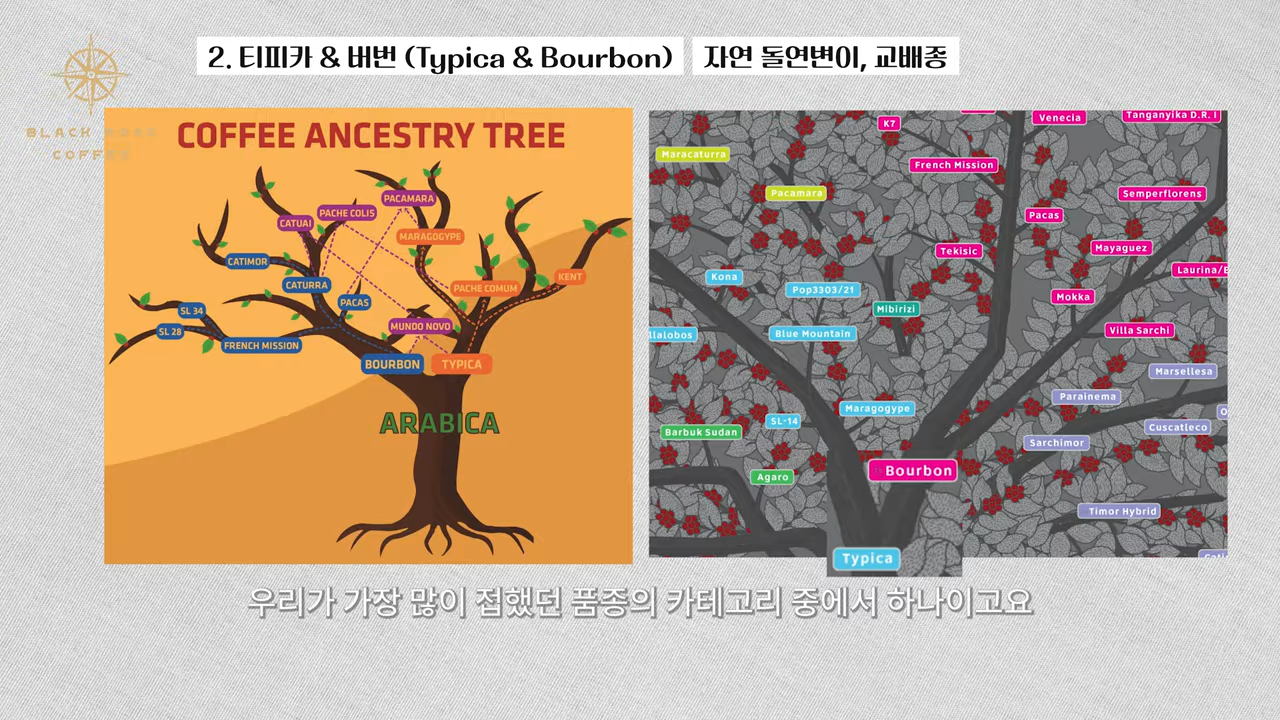 2. 티피카 & 버번 (Typica & Bourbon)
자연 돌연변이, 교배종
BLACK ROAD
COFFEE
COFFEE ANCESTRY TREE
PACAMARA
PACHE COLIS
CATUAI
MARAGOGYPE
CATIMOR
CATURRA
PACHE COMUM
KENT
PACAS
SL 34
SL 28
MUNDO NOVO
FRENCH MISSION
BOURBON
TYPICA
ARABICA
K7
Venecia
Tanganyika D.R. I
Maracaturra
French Mission
Pacamara
Semperflorens
Pacas
Tekisic
Mayaguez
Kona
Laurina/
Pop3303/21
Mokka
Mibirizi
llalobos
Blue Mountain
Villa Sarchi
Marsellesa
Parainema
Maragogype
SL-14
Cuscatleco
Barbuk Sudan
Sarchimor
Bourbon
Agaro
Timor Hybrid
Typica
우리가 가장 많이 접했던 품종의 카테고리 중에서 하나이고요